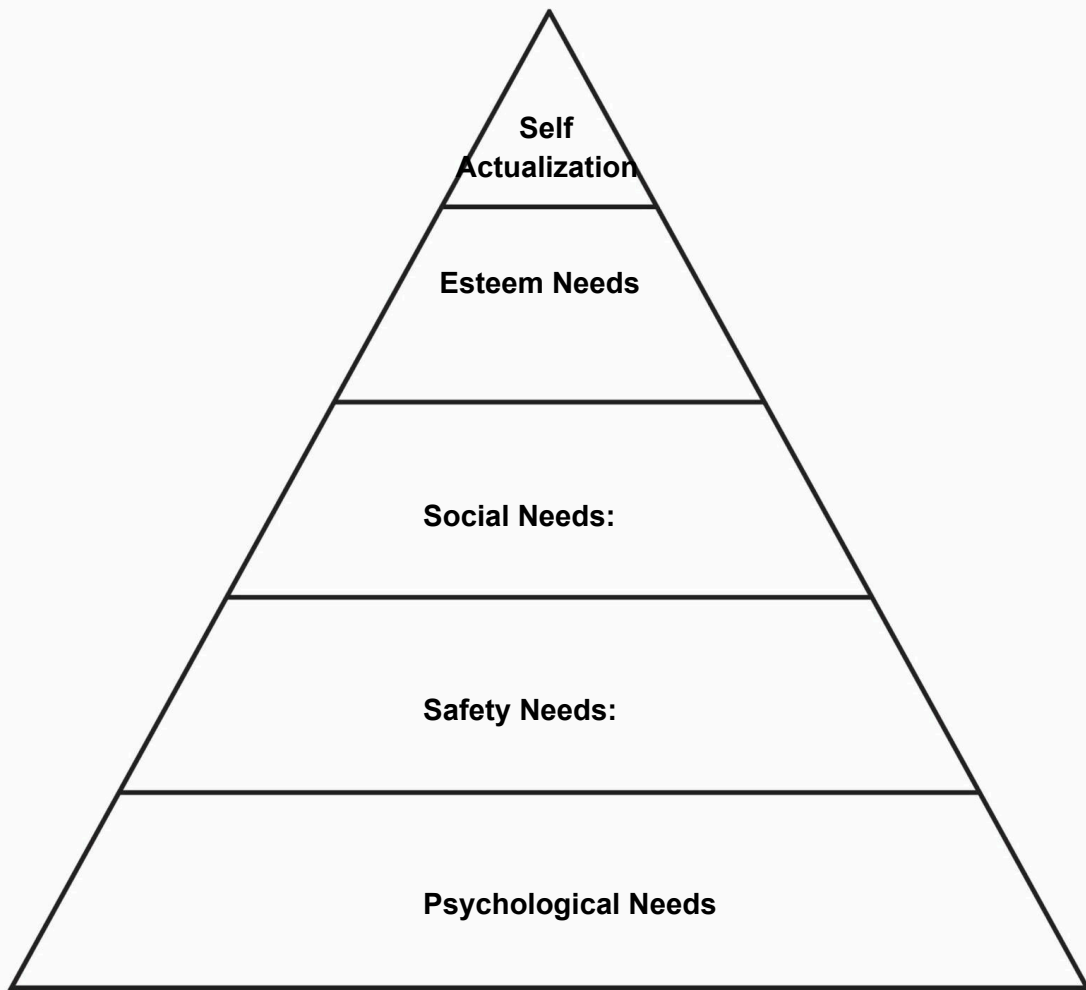 Self
Actualization
Esteem Needs
Social Needs:
Safety Needs:
Psychological Needs